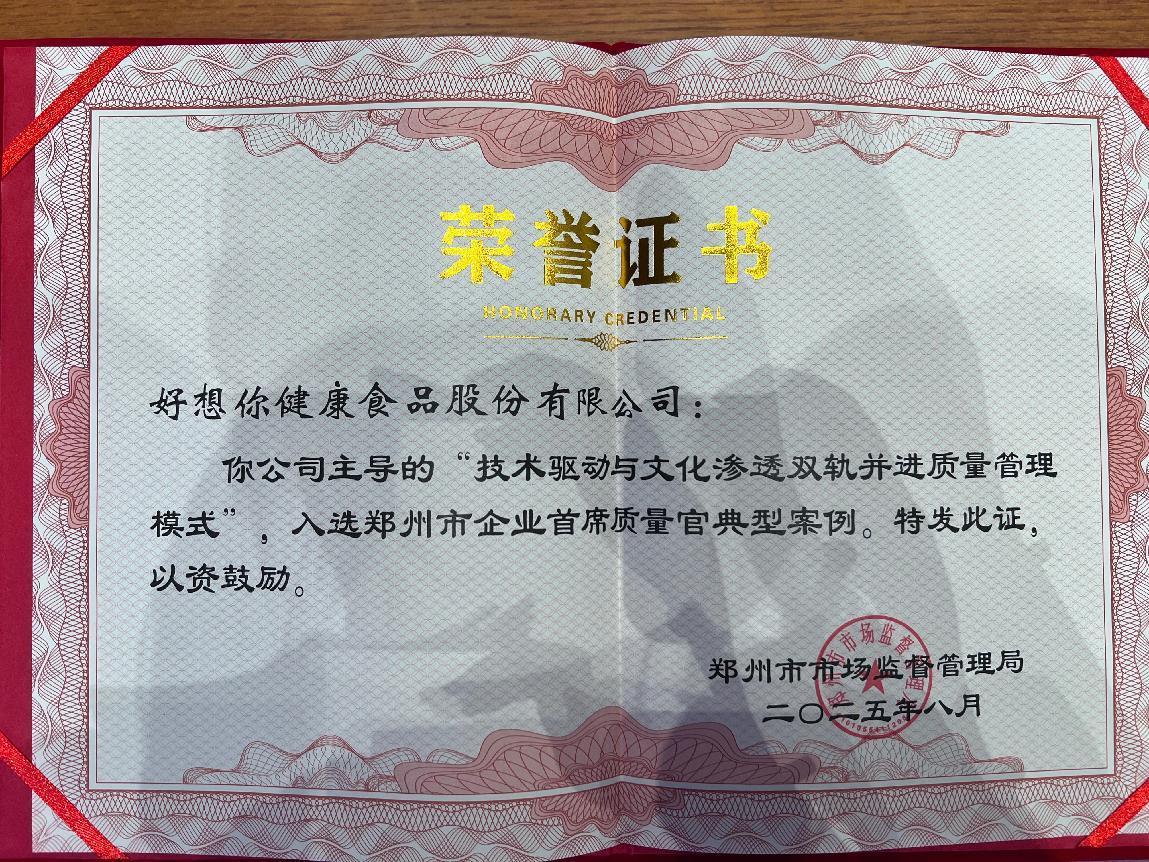 荣誉证书
HONORARY CREDENTIAL
好想你健康食品股份有限公司：
你公司主导的“技术驱动与文化渗透双轨并进质量管理
模式”，入选郑州市企业首席质量官典型案例。特发此证，
以资鼓励。
郑州市市场监督管理局
二〇二五年八月